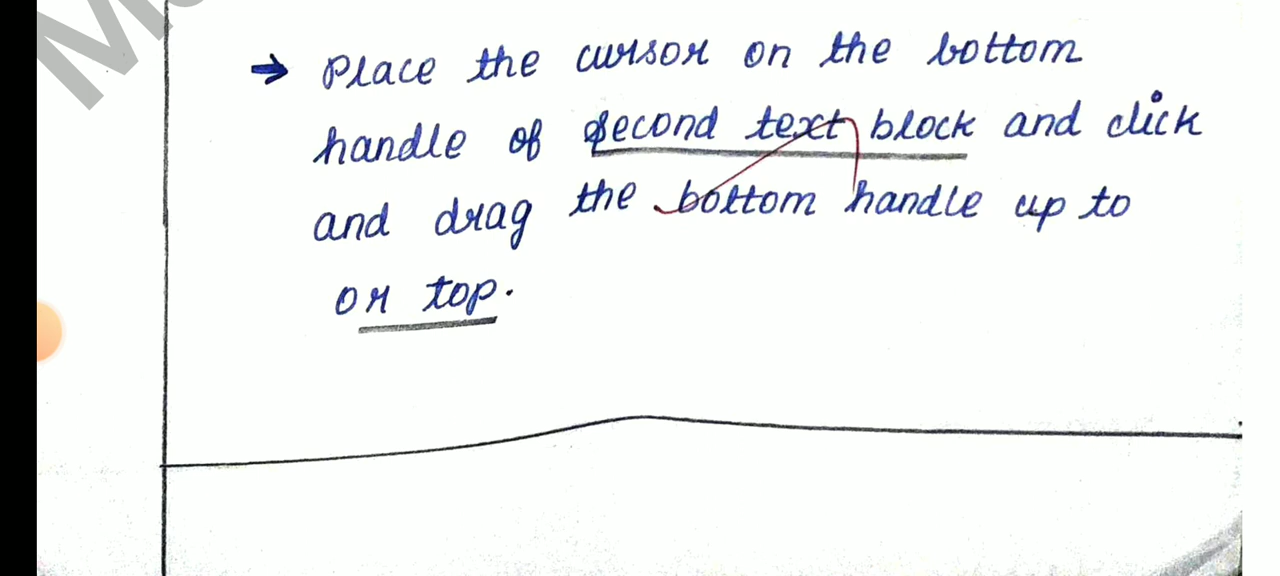 → Place the cursor on the bottom
handle of second text block and click
and drag the bottom handle up to
or top.